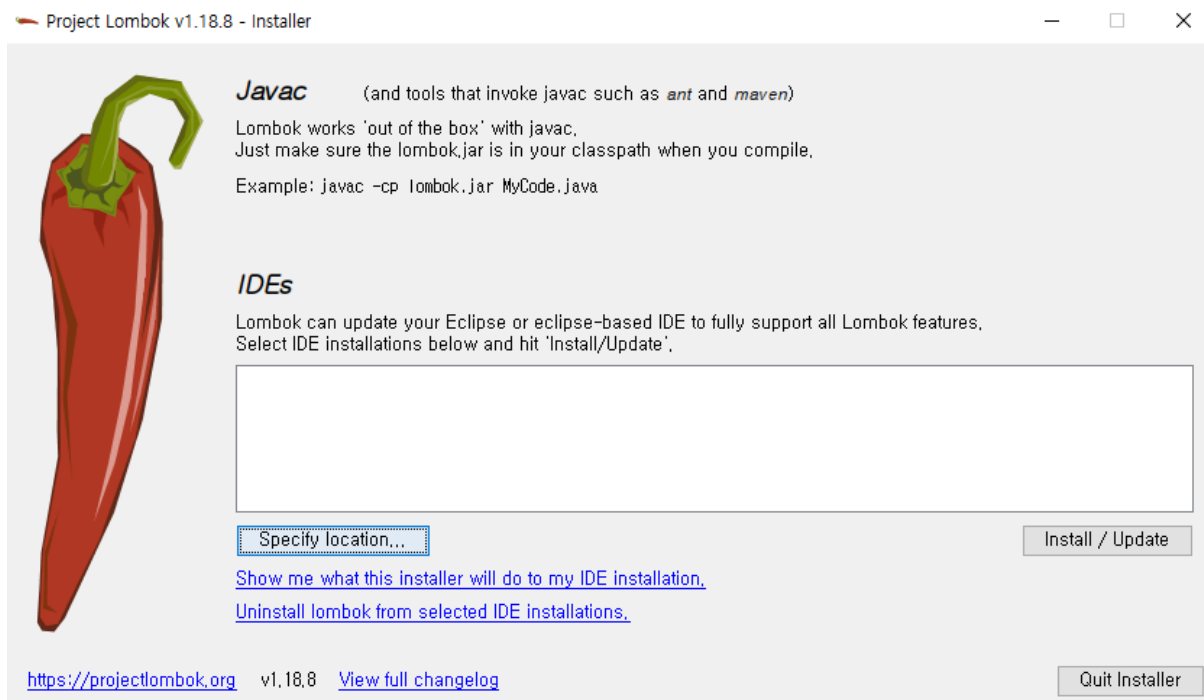 Project Lombok v1.18.8 - Installer
Javac (and tools that invoke javac such as ant and maven)
Lombok works 'out of the box' with javac.
Just make sure the lombok.jar is in your classpath when you compile.
Example: javac -cp lombok.jar MyCode.java
IDEs
Lombok can update your Eclipse or eclipse-based IDE to fully support all Lombok features.
Select IDE installations below and hit 'Install/Update'.
Specify location...
Install / Update
Show me what this installer will do to my IDE installation.
Uninstall lombok from selected IDE installations.
https://projectlombok.org v1.18.8 View full changelog
Quit Installer